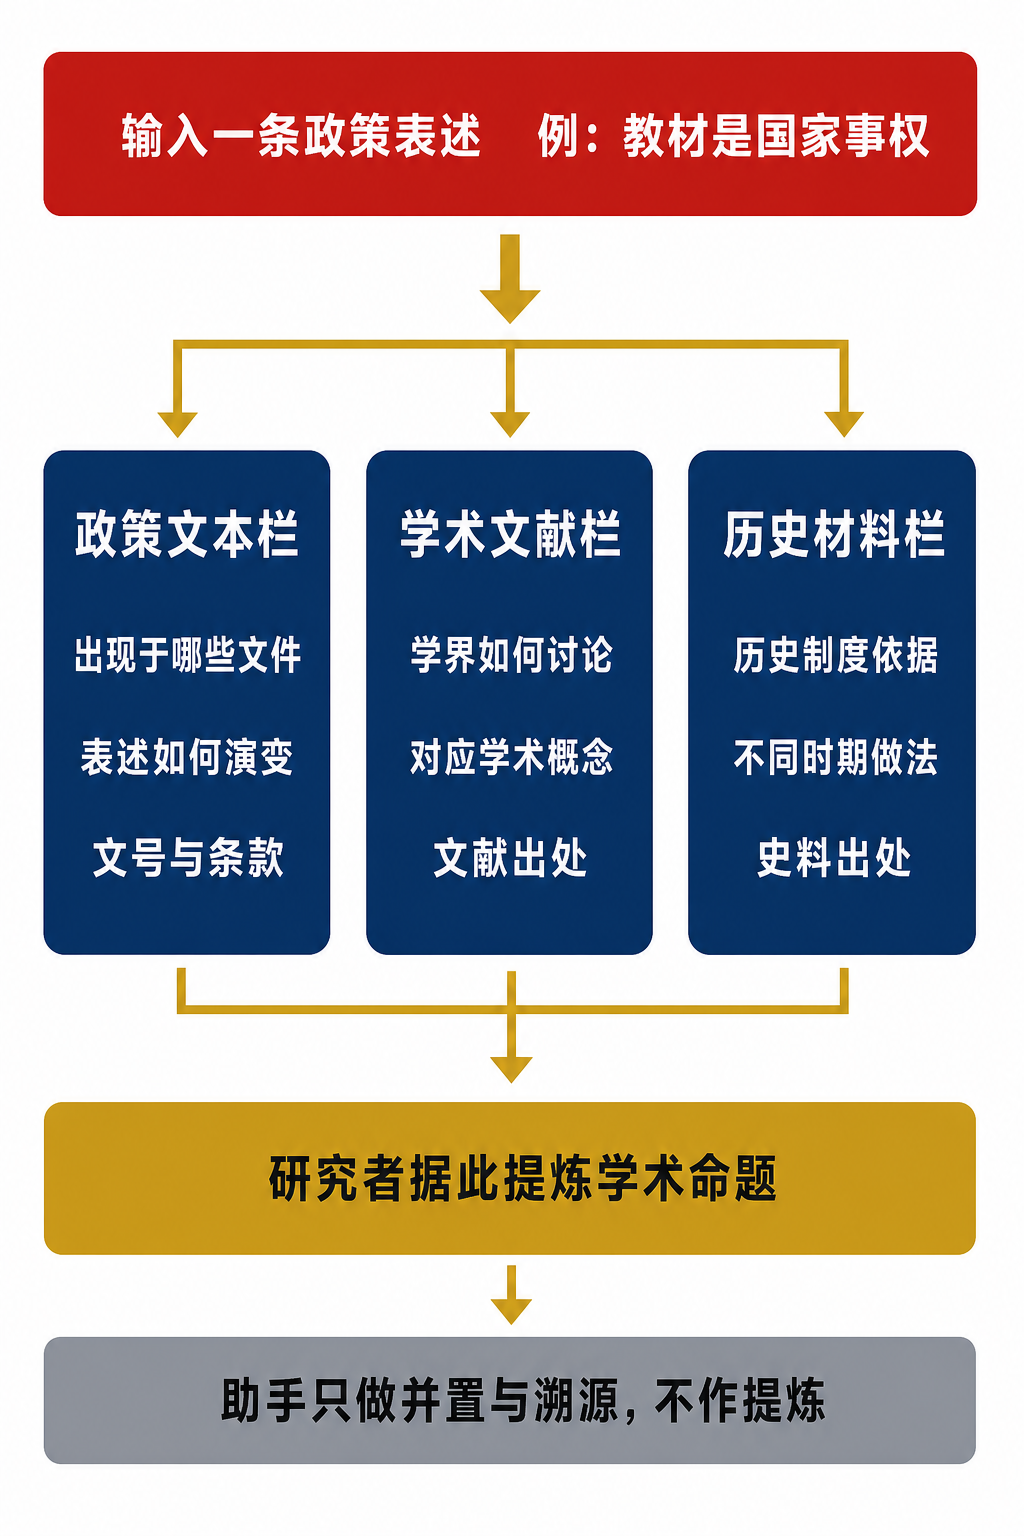 输入一条政策表述 例：教材是国家事权
政策文本栏
出现于哪些文件
表述如何演变
文号与条款
学术文献栏
学界如何讨论
对应学术概念
文献出处
历史材料栏
历史制度依据
不同时期做法
史料出处
研究者据此提炼学术命题
助手只做并置与溯源，不作提炼